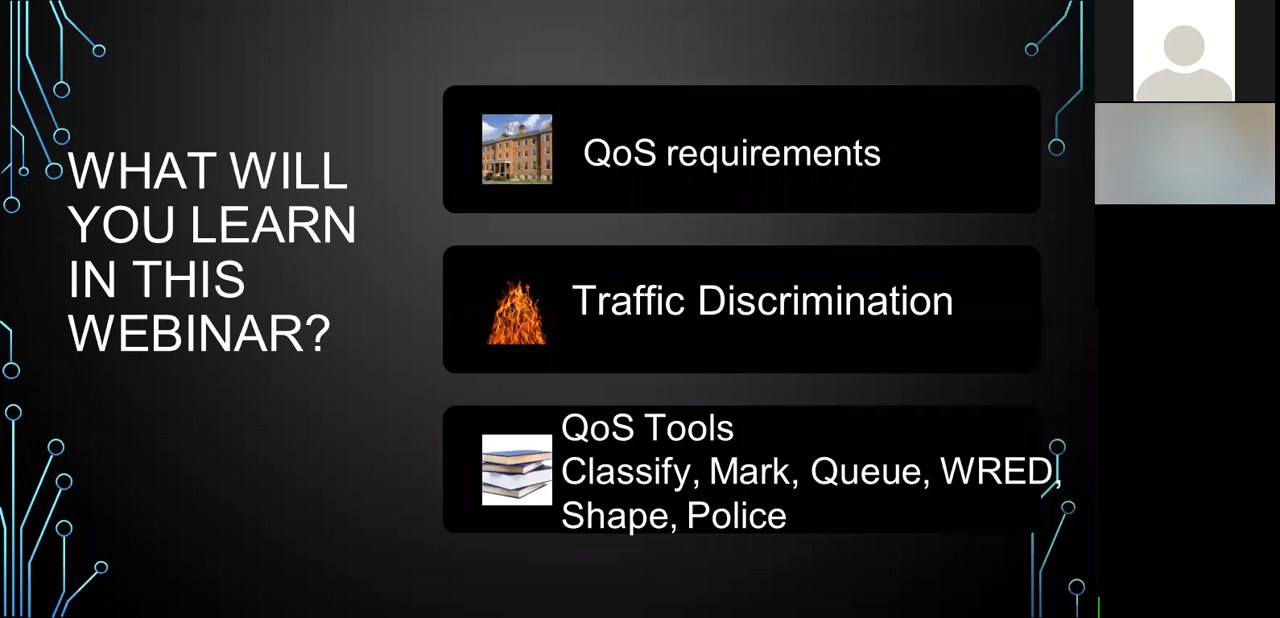 WHAT WILL
YOU LEARN
IN THIS
WEBINAR?
QoS requirements
Traffic Discrimination
QoS Tools
Classify, Mark, Queue, WRED,
Shape, Police